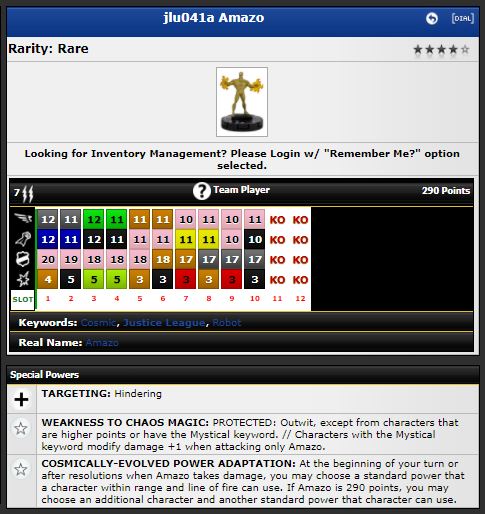 jlu041a Amazo
[DIAL]
Rarity: Rare
Looking for Inventory Management? Please Login w/ "Remember Me?" option
selected.
7 ? Team Player 290 Points
12 11 12 11 11 11 10 11 10 11 KO KO
12 11 12 11 11 11 11 11 10 10 KO KO
20 19 18 18 18 18 17 17 17 17 KO KO
4 5 5 5 3 3 3 3 3 3 KO KO
SLOT 1 2 3 4 5 6 7 8 9 10 11 12
Keywords: Cosmic, Justice League, Robot
Real Name: Amazo
Special Powers
TARGETING: Hindering
WEAKNESS TO CHAOS MAGIC: PROTECTED: Outwit, except from characters that
are higher points or have the Mystical keyword. // Characters with the Mystical
keyword modify damage +1 when attacking only Amazo.
COSMICALLY-EVOLVED POWER ADAPTATION: At the beginning of your turn or
after resolutions when Amazo takes damage, you may choose a standard power that
a character within range and line of fire can use. If Amazo is 290 points, you may
choose an additional character and another standard power that character can use.